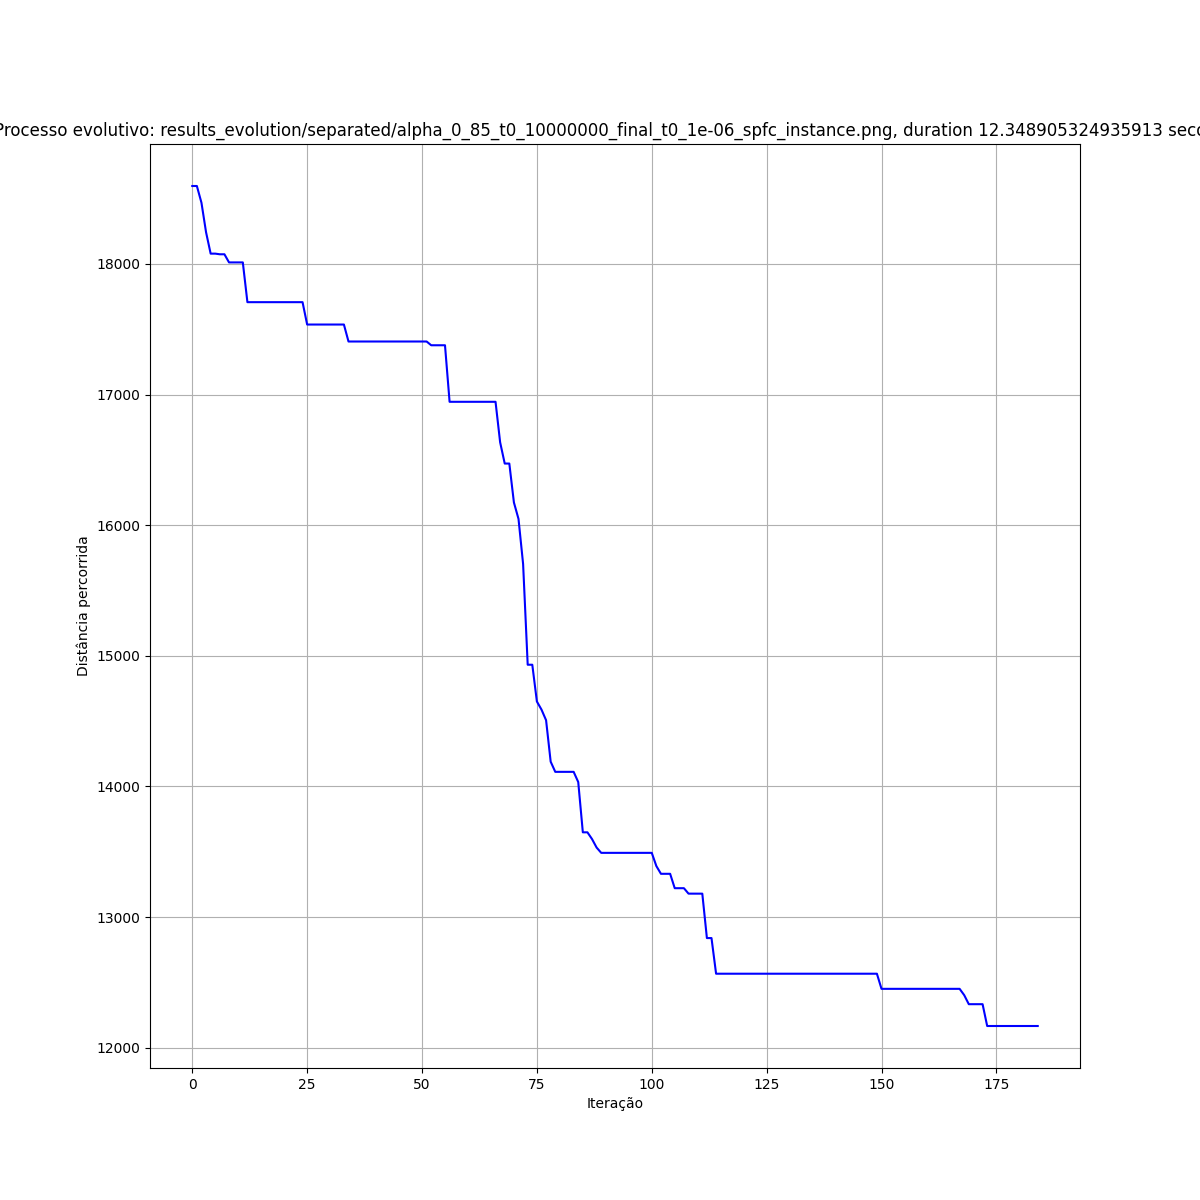 Processo evolutivo: results_evolution/separated/alpha_0_85_t0_10000000_final_t0_1e-06_spfc_instance.png, duration 12.348905324935913 seco
18000
17000
16000
15000
14000
13000
12000
Distância percorrida
0 25 50 75 100 125 150 175
Iteração